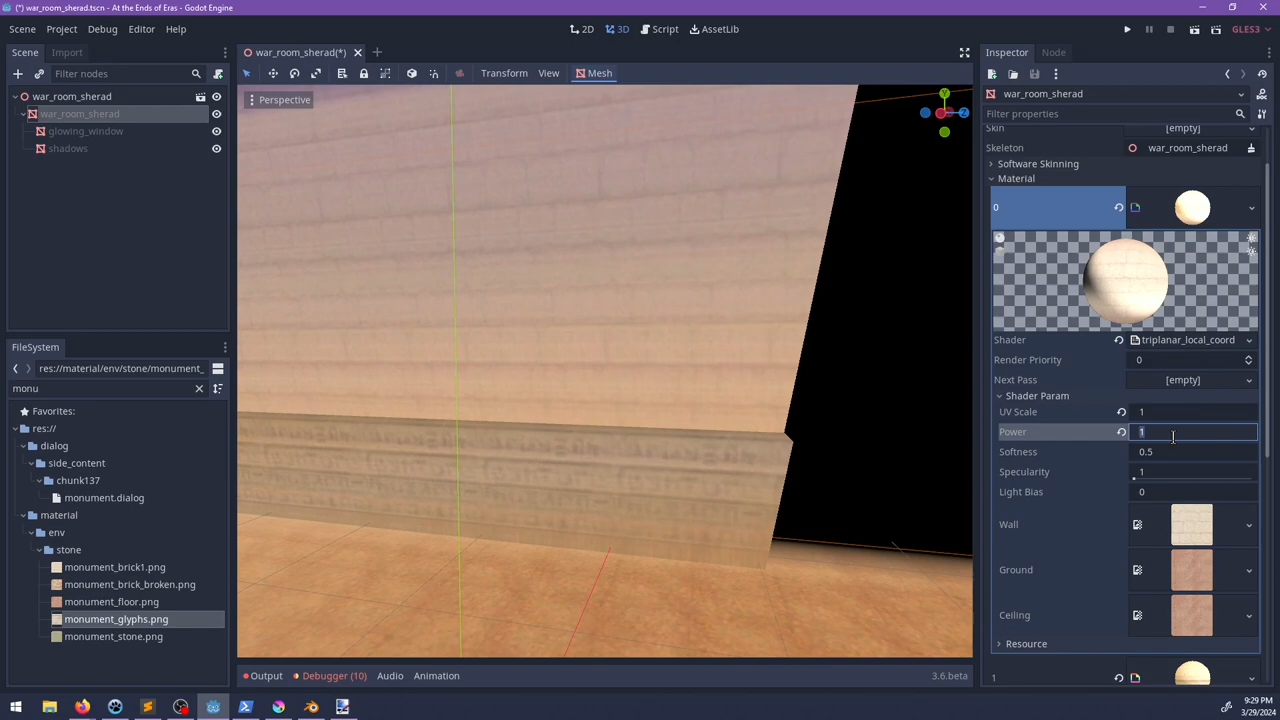 (*) war_room_sherad.tscn - At the Ends of Eras - Godot Engine
Scene Project Debug Editor Help
2D 3D Script AssetLib
GLES3
Scene Import
war_room_sherad(*)
Inspector Node
Filter nodes
Transform View Mesh
war_room_sherad
war_room_sherad
glowing_window
shadows
Perspective
Y
Z
war_room_sherad
Filter properties
Skin [empty]
Skeleton war_room_sherad
Software Skinning
Material
0
Shader triplanar_local_coord
Render Priority 0
Next Pass [empty]
Shader Param
UV Scale 1
Power 1
Softness 0.5
Specularity 1
Light Bias 0
Wall
Ground
Ceiling
Resource
1
FileSystem
res://material/env/stone/monument_
monu
Favorites:
res://
dialog
side_content
chunk137
monument.dialog
material
env
stone
monument_brick1.png
monument_brick_broken.png
monument_floor.png
monument_glyphs.png
monument_stone.png
Output Debugger (10) Audio Animation
3.6.beta
9:29 PM
3/29/2024